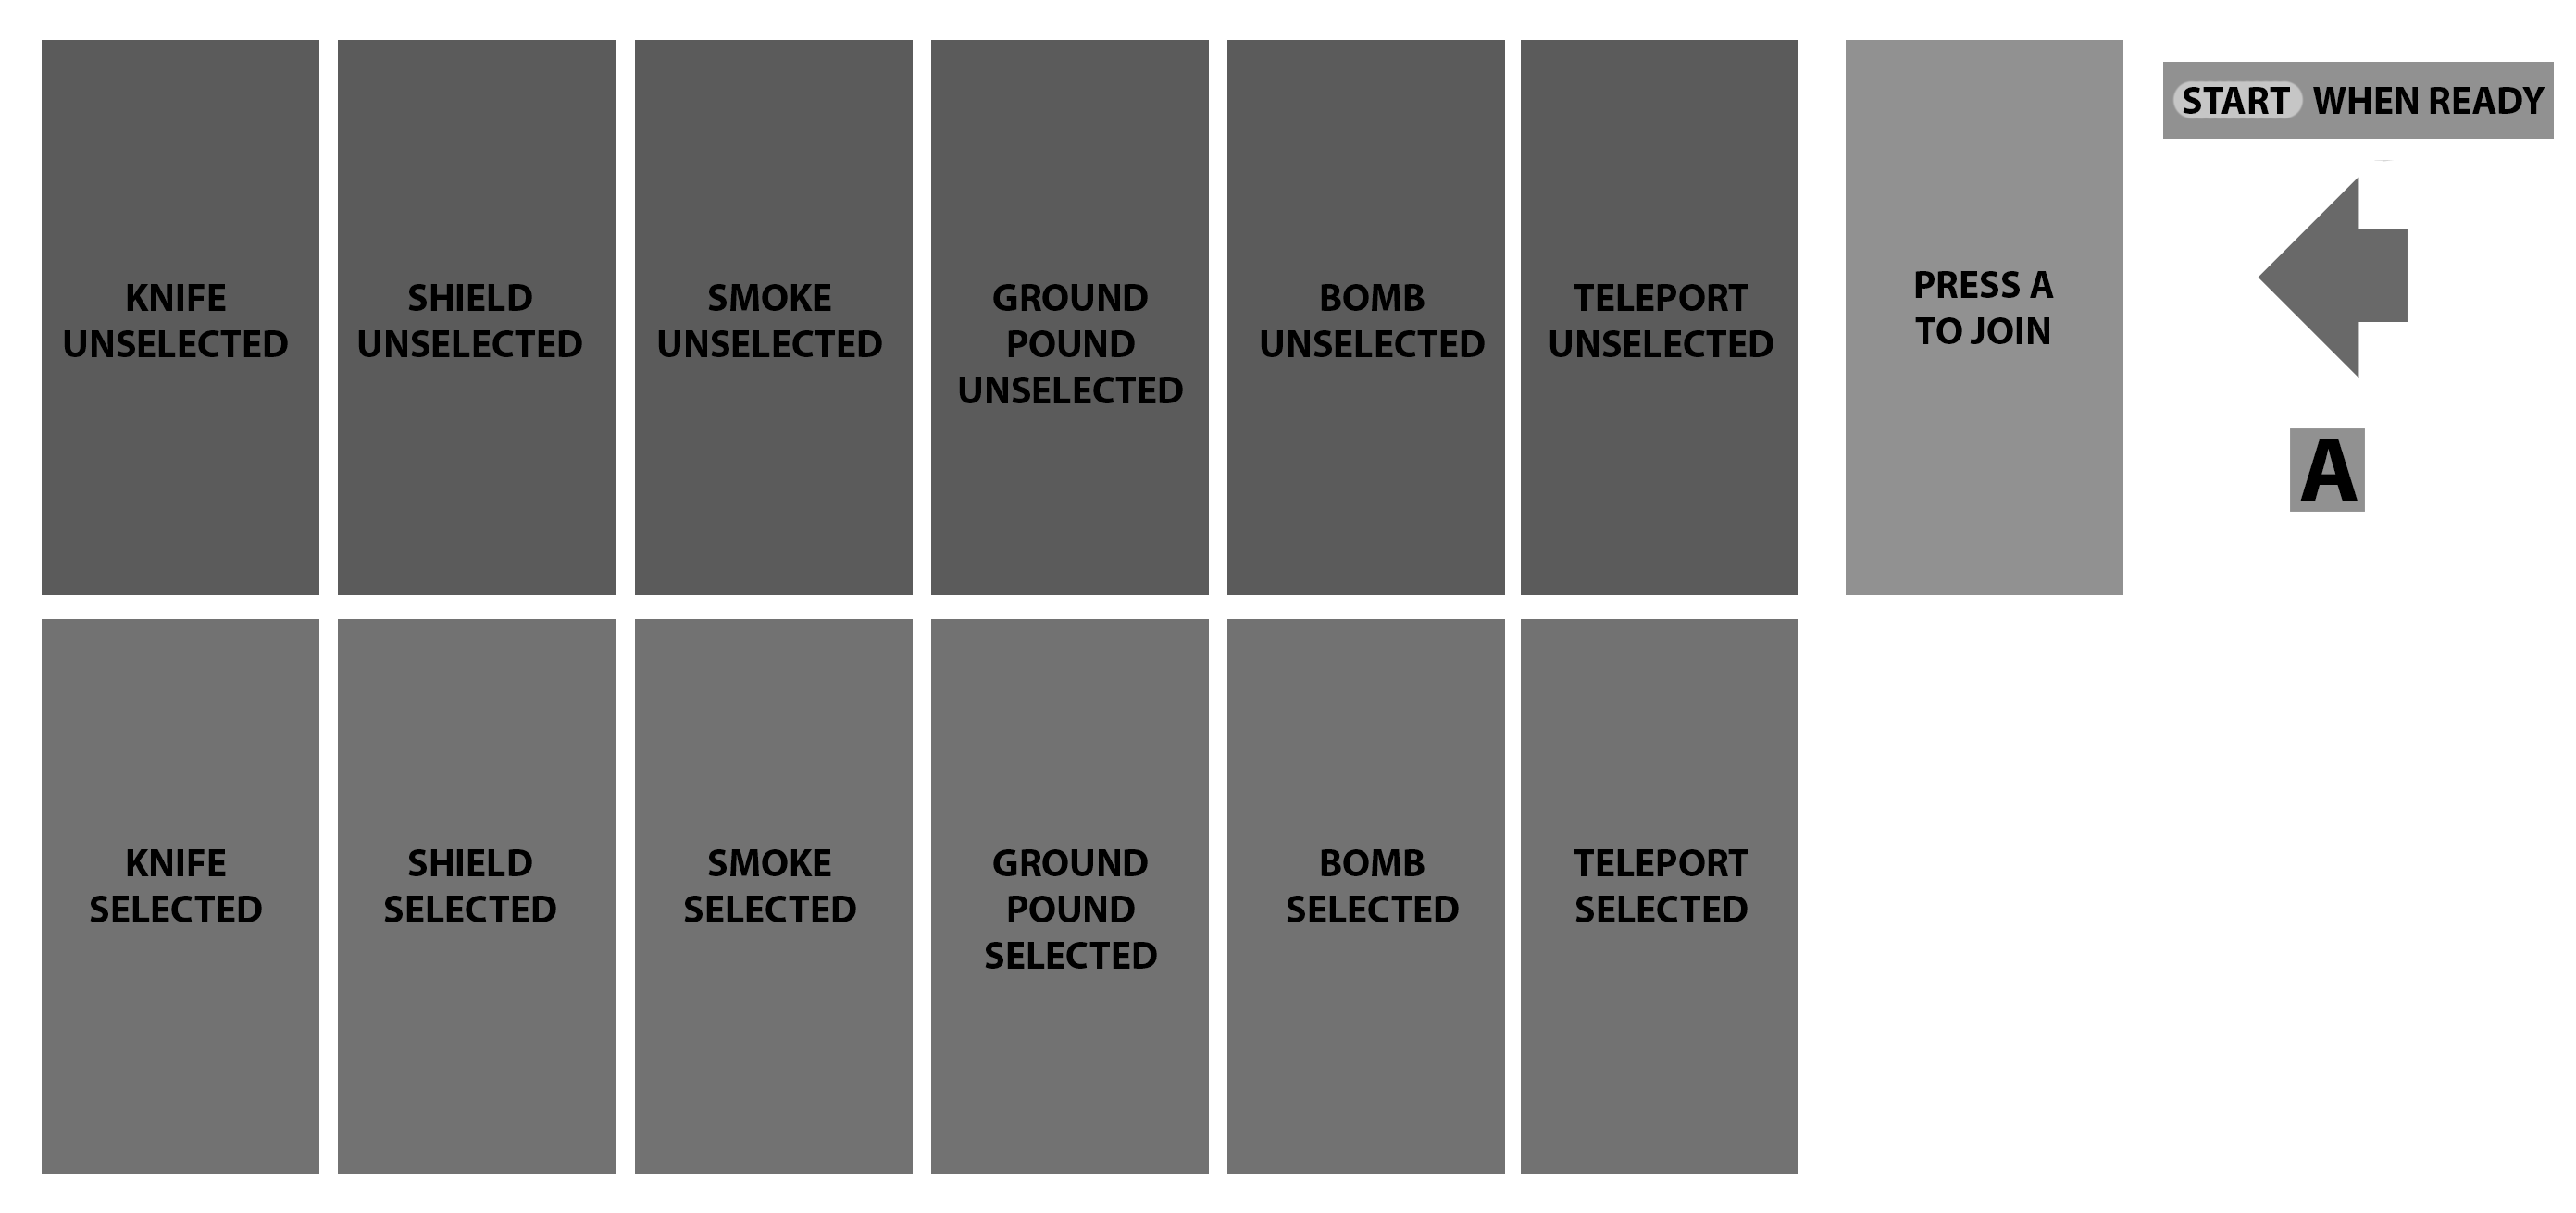 KNIFE
UNSELECTED
SHIELD
UNSELECTED
SMOKE
UNSELECTED
GROUND
POUND
UNSELECTED
BOMB
UNSELECTED
TELEPORT
UNSELECTED
PRESS A
TO JOIN
START WHEN READY
A
KNIFE
SELECTED
SHIELD
SELECTED
SMOKE
SELECTED
GROUND
POUND
SELECTED
BOMB
SELECTED
TELEPORT
SELECTED